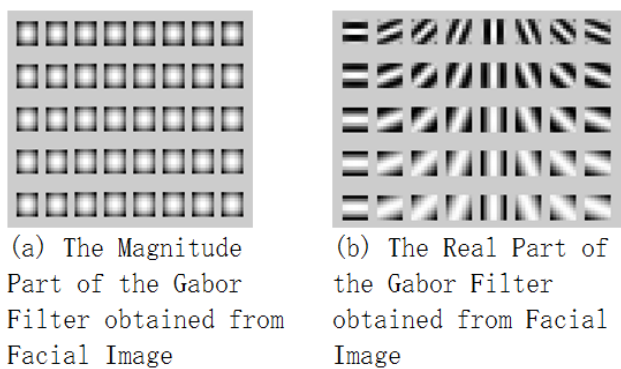 (a) The Magnitude
Part of the Gabor
Filter obtained from
Facial Image
(b) The Real Part of
the Gabor Filter
obtained from Facial
Image